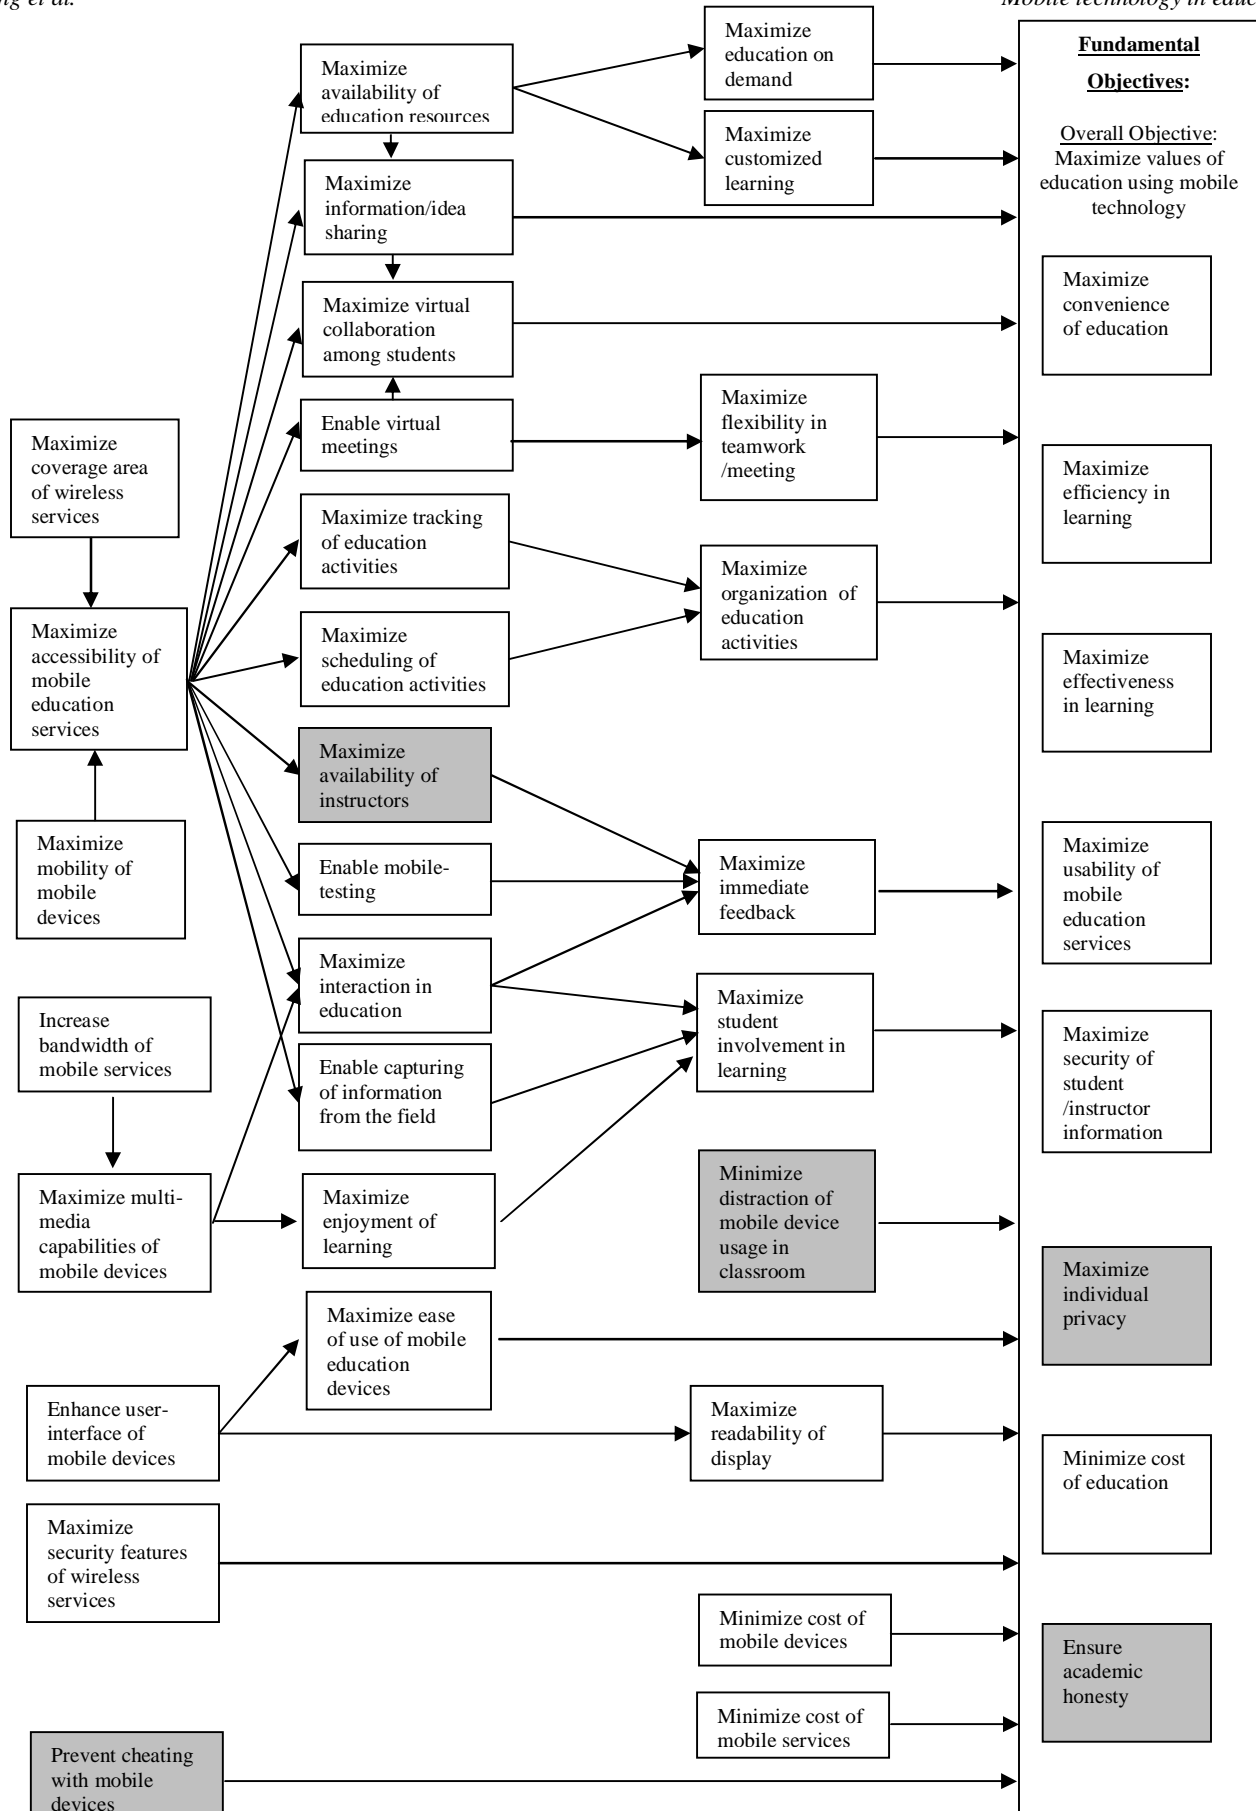 ng et al.
Mobile technology in educ
Maximize
availability of
education resources
Maximize
education on
demand
Maximize
customized
learning
Maximize
information/idea
sharing
Maximize virtual
collaboration
among students
Enable virtual
meetings
Maximize
flexibility in
teamwork
/meeting
Maximize
coverage area
of wireless
services
Maximize tracking
of education
activities
Maximize
organization of
education
activities
Maximize
accessibility of
mobile
education
services
Maximize
scheduling of
education activities
Maximize
availability of
instructors
Maximize
mobility of
mobile
devices
Enable mobile-
testing
Maximize
immediate
feedback
Maximize
interaction in
education
Maximize
student
involvement in
learning
Increase
bandwidth of
mobile services
Enable capturing
of information
from the field
Maximize multi-
media
capabilities of
mobile devices
Maximize
enjoyment of
learning
Minimize
distraction of
mobile device
usage in
classroom
Maximize ease
of use of mobile
education
devices
Enhance user-
interface of
mobile devices
Maximize
readability of
display
Maximize
security features
of wireless
services
Minimize cost of
mobile devices
Minimize cost of
mobile services
Prevent cheating
with mobile
devices
Fundamental
Objectives:
Overall Objective:
Maximize values of
education using mobile
technology
Maximize
convenience
of education
Maximize
efficiency in
learning
Maximize
effectiveness
in learning
Maximize
usability of
mobile
education
services
Maximize
security of
student
/instructor
information
Maximize
individual
privacy
Minimize cost
of education
Ensure
academic
honesty